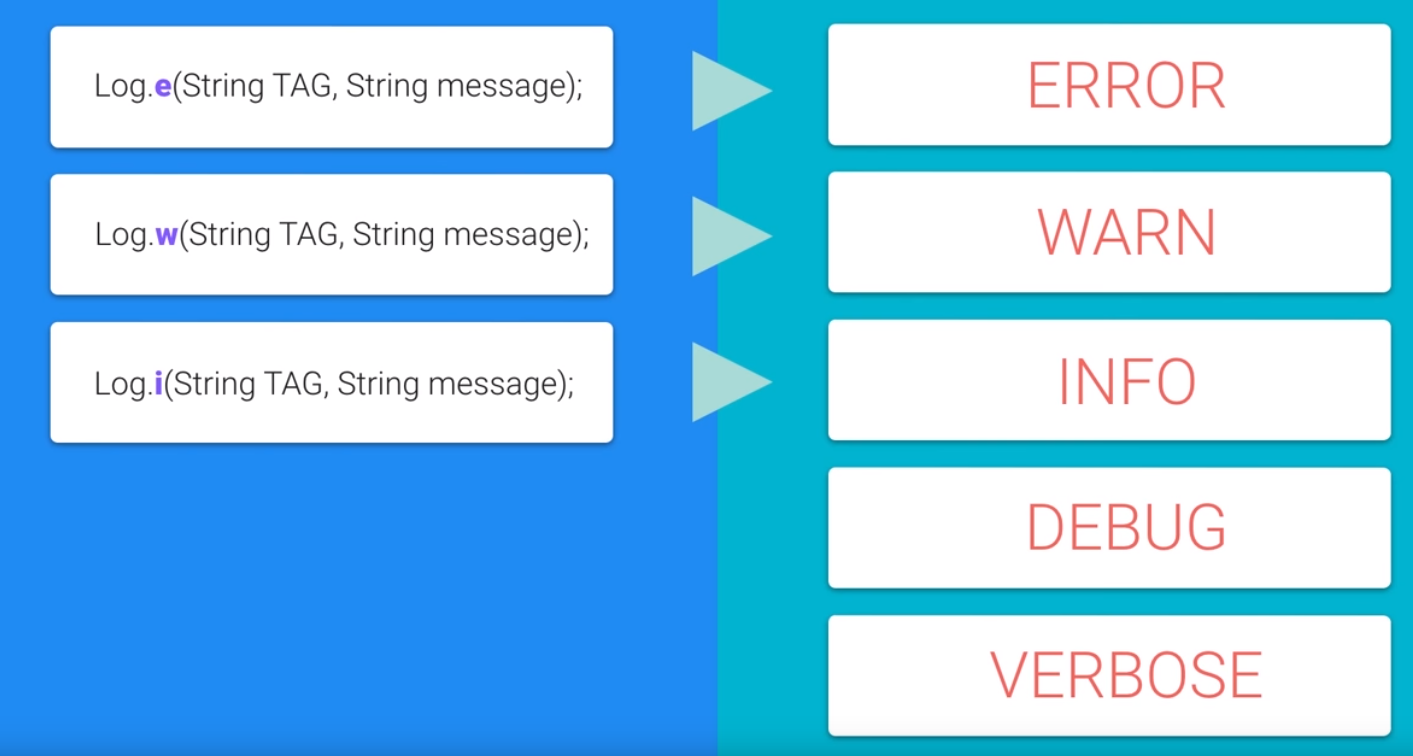 Log.e(String TAG, String message);
ERROR
Log.w(String TAG, String message);
WARN
Log.i(String TAG, String message);
INFO
DEBUG
VERBOSE